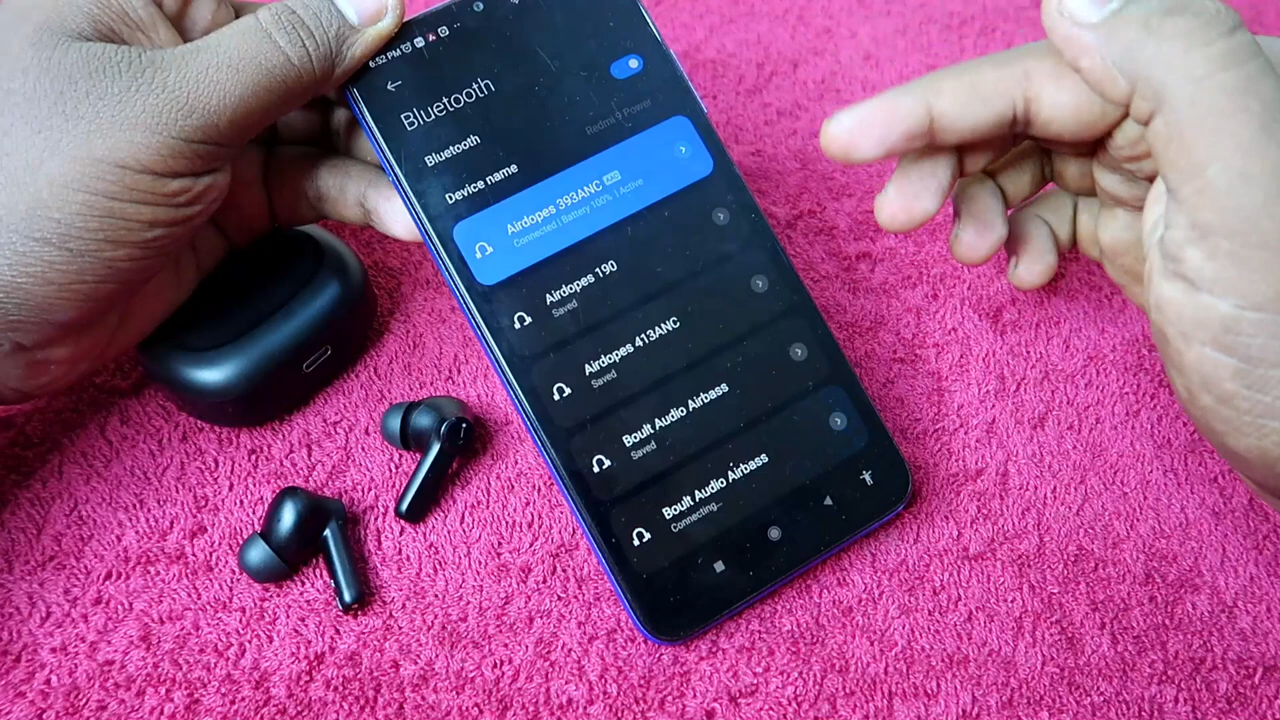 6:52 PM
Bluetooth
Bluetooth
Device name
Redmi 9 Power
Airdopes 393ANC AAC
Connected | Battery 100% | Active
Airdopes 190
Saved
Airdopes 413ANC
Saved
Boult Audio Airbass
Saved
Boult Audio Airbass
Connecting...